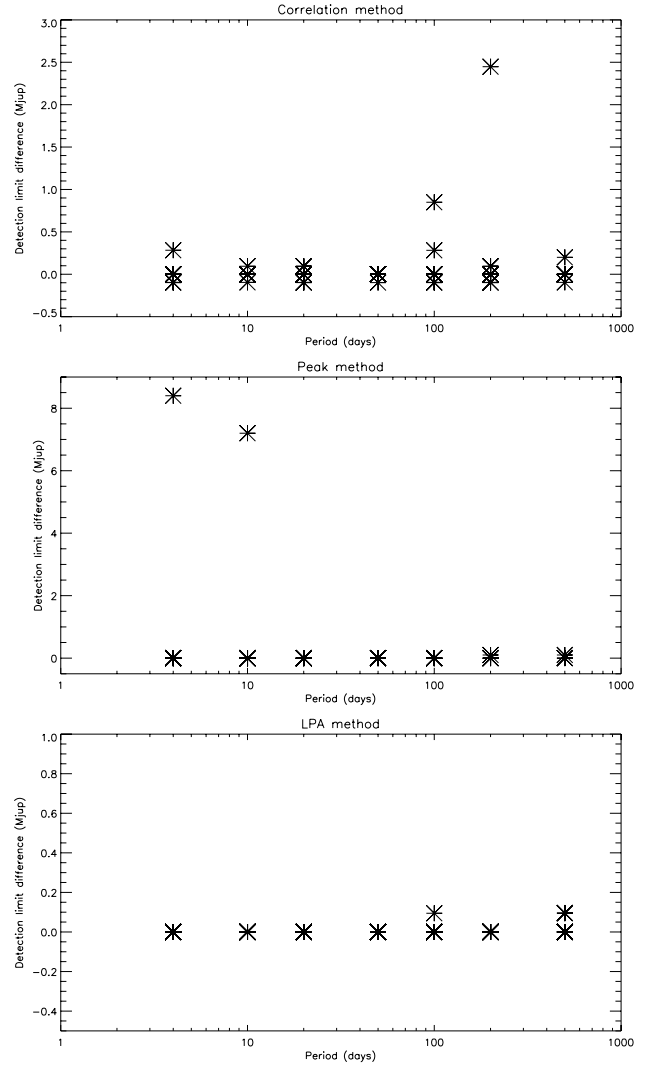 Correlation method
Detection limit difference (Mjup)
3.0
2.5
2.0
1.5
1.0
0.5
0.0
−0.5
1 10 100 1000
Period (days)
Peak method
Detection limit difference (Mjup)
8
6
4
2
0
1 10 100 1000
Period (days)
LPA method
Detection limit difference (Mjup)
1.0
0.8
0.6
0.4
0.2
0.0
−0.2
−0.4
1 10 100 1000
Period (days)